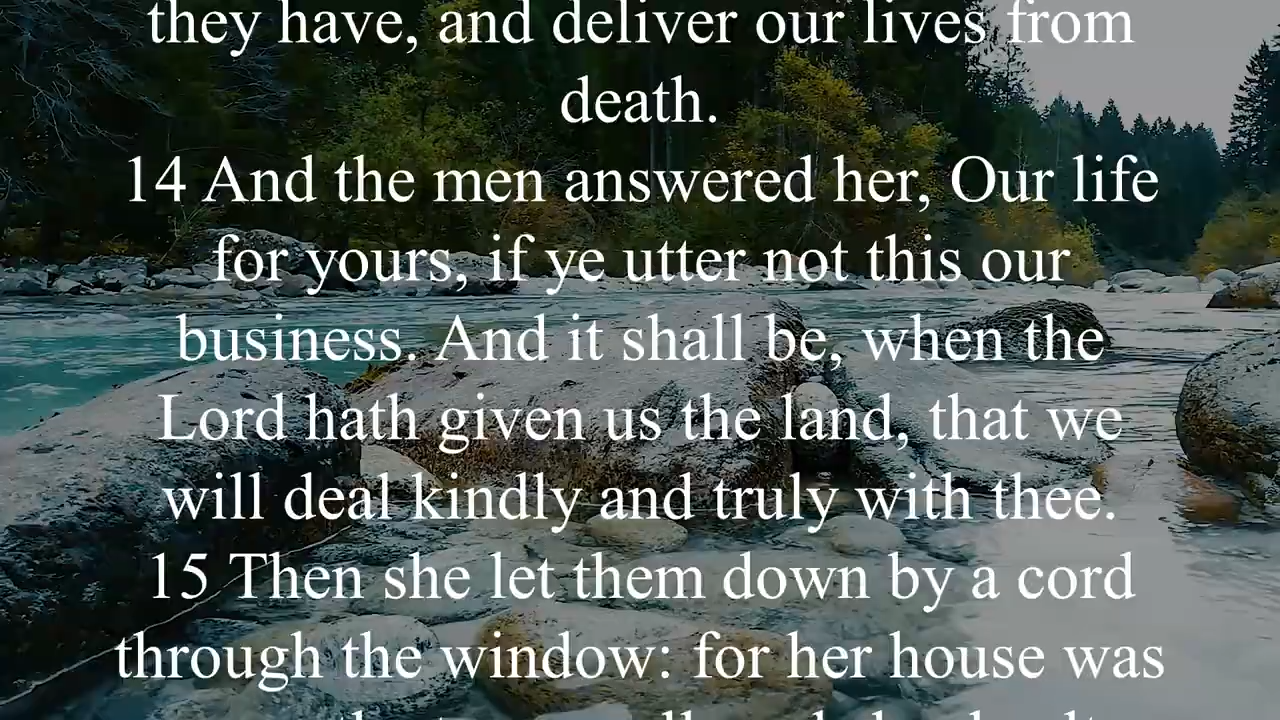 they have, and deliver our lives from
death.
14 And the men answered her, Our life
for yours, if ye utter not this our
business. And it shall be, when the
Lord hath given us the land, that we
will deal kindly and truly with thee.
15 Then she let them down by a cord
through the window: for her house was